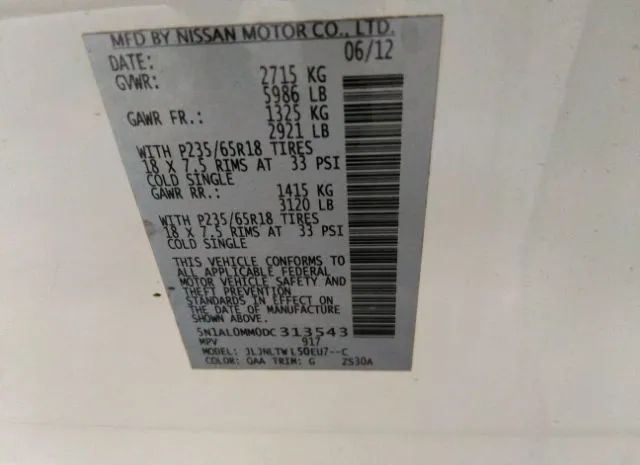 MFD BY NISSAN MOTOR CO., LTD.
DATE: 06/12
GVWR: 2715 KG
5986 LB
GAWR FR.: 1325 KG
2921 LB
WITH P235/65R18 TIRES
18 X 7.5 RIMS AT 33 PSI
COLD SINGLE
GAWR RR.: 1415 KG
3120 LB
WITH P235/65R18 TIRES
18 X 7.5 RIMS AT 33 PSI
COLD SINGLE
THIS VEHICLE CONFORMS TO
ALL APPLICABLE FEDERAL
MOTOR VEHICLE SAFETY AND
THEFT PREVENTION
STANDARDS IN EFFECT ON
THE DATE OF MANUFACTURE
SHOWN ABOVE.
5N1AL0MM0DC313543
MPV 917
MODEL: JLJNLTWL50EU7--C
COLOR: QAA TRIM: G ZS30A